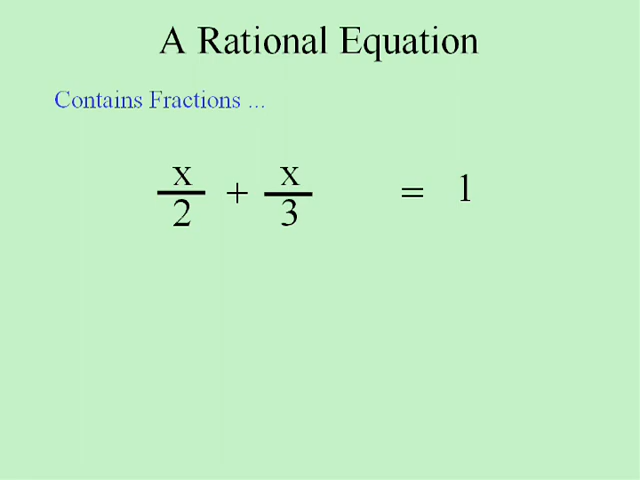 A Rational Equation
Contains Fractions ...
x/2 + x/3 = 1